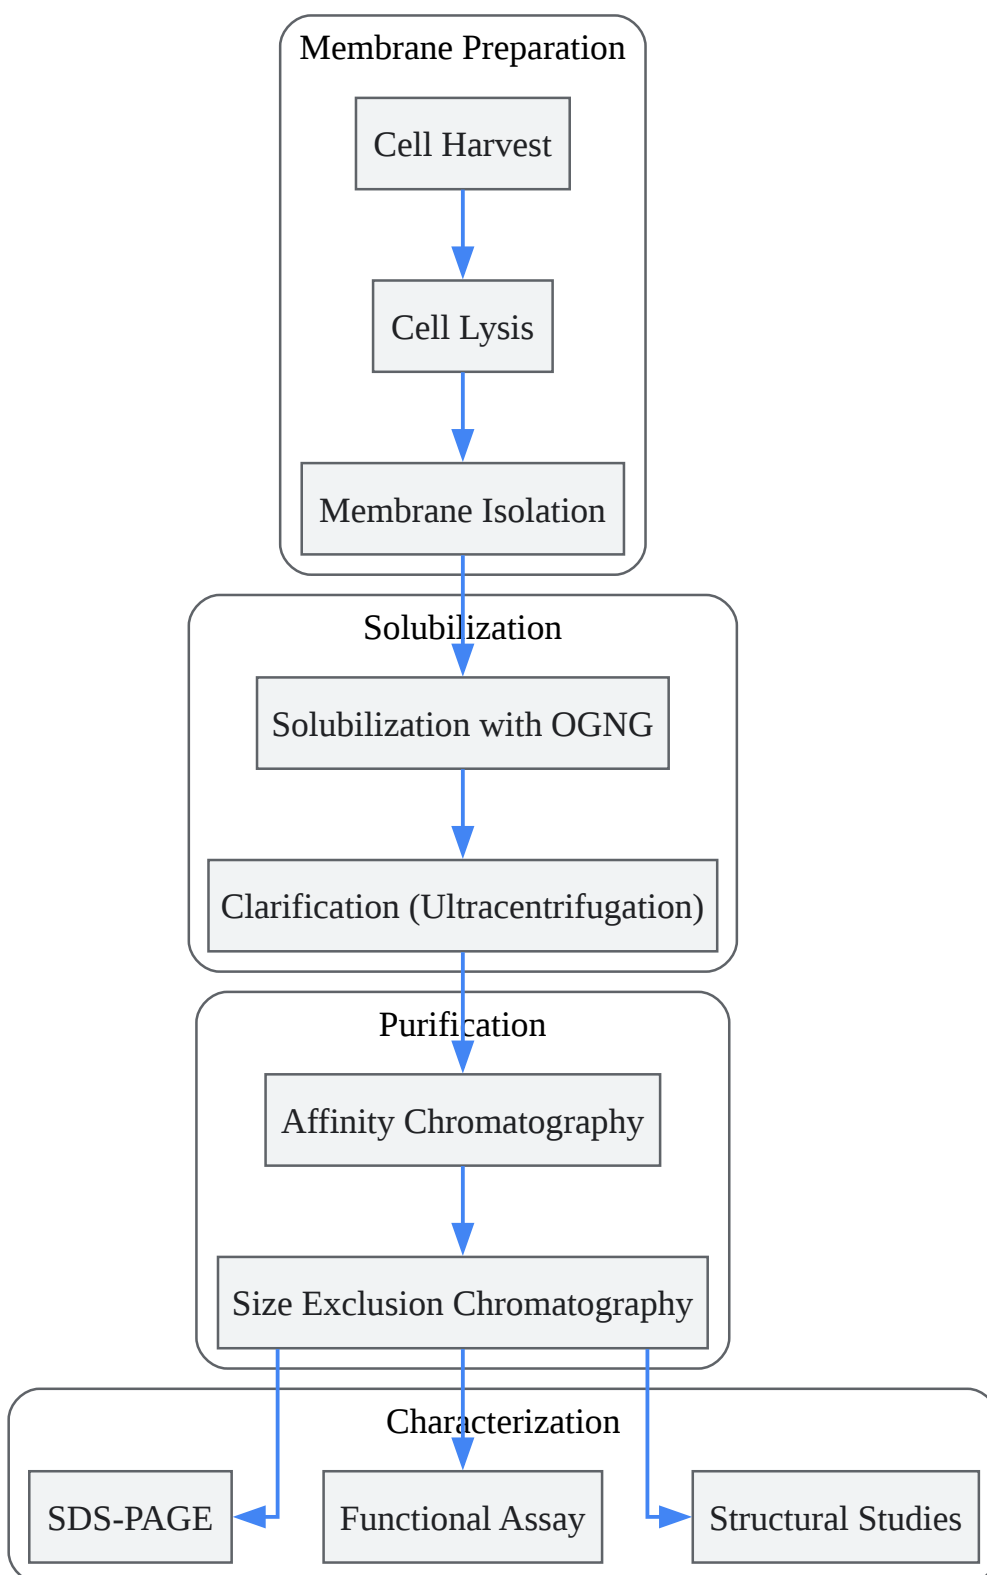 Membrane Preparation
Cell Harvest
Cell Lysis
Membrane Isolation
Solubilization
Solubilization with OGNG
Clarification (Ultracentrifugation)
Purification
Affinity Chromatography
Size Exclusion Chromatography
Characterization
SDS-PAGE
Functional Assay
Structural Studies